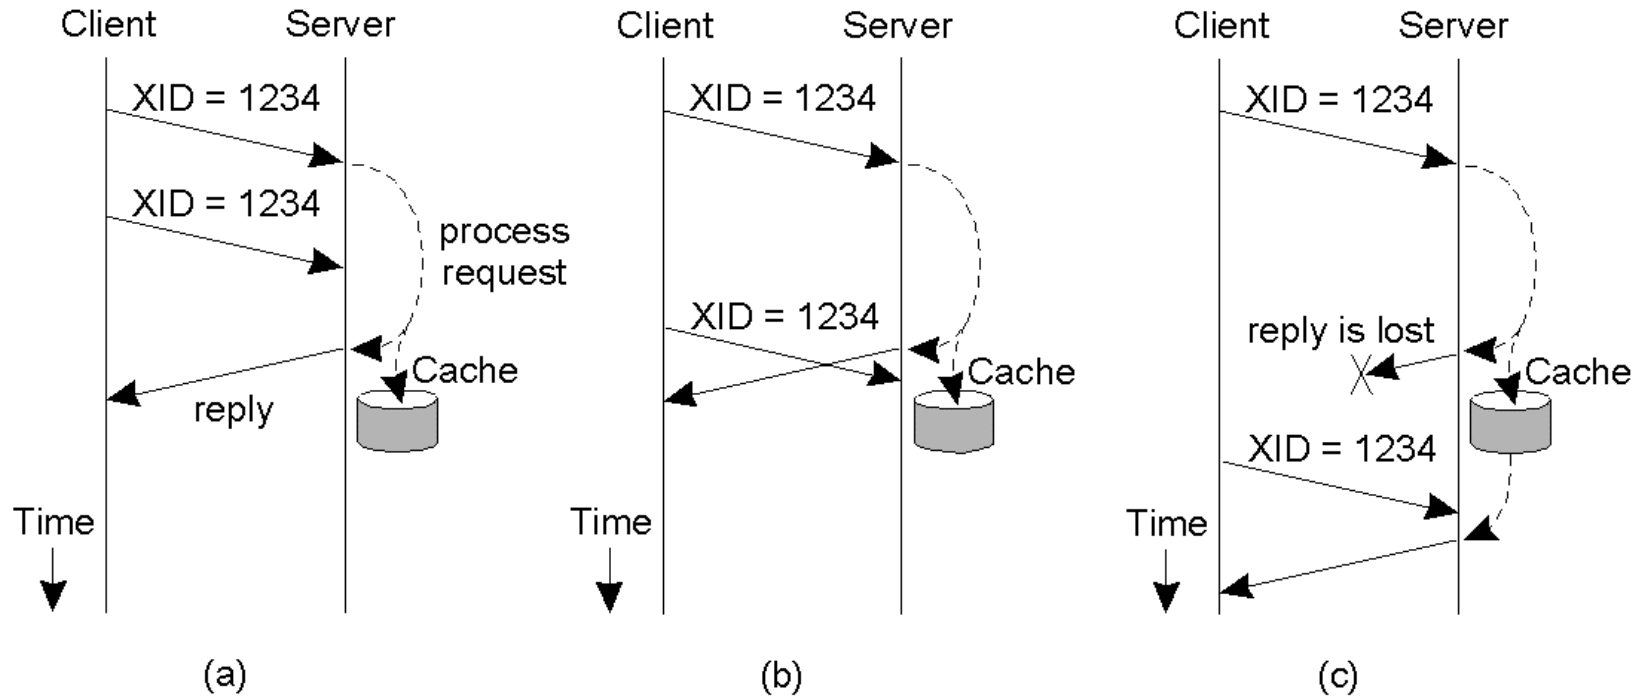 Client Server
XID = 1234
XID = 1234
process
request
Cache
reply
Time
(a)
Client Server
XID = 1234
XID = 1234
Cache
Time
(b)
Client Server
XID = 1234
reply is lost
Cache
XID = 1234
Time
(c)